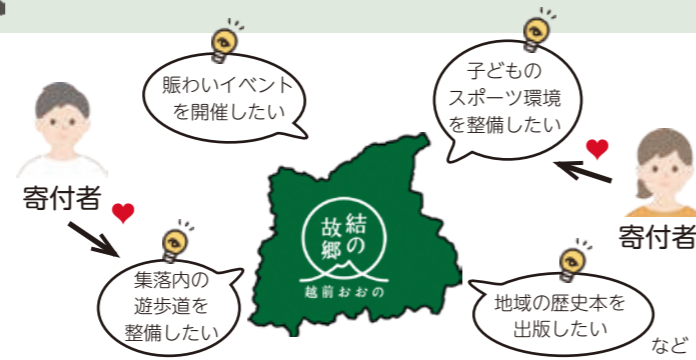 賑わいイベント
を開催したい
子どもの
スポーツ環境
を整備したい
寄付者
寄付者
結の
故郷
越前おおの
集落内の
遊歩道を
整備したい
地域の歴史本を
出版したい
など